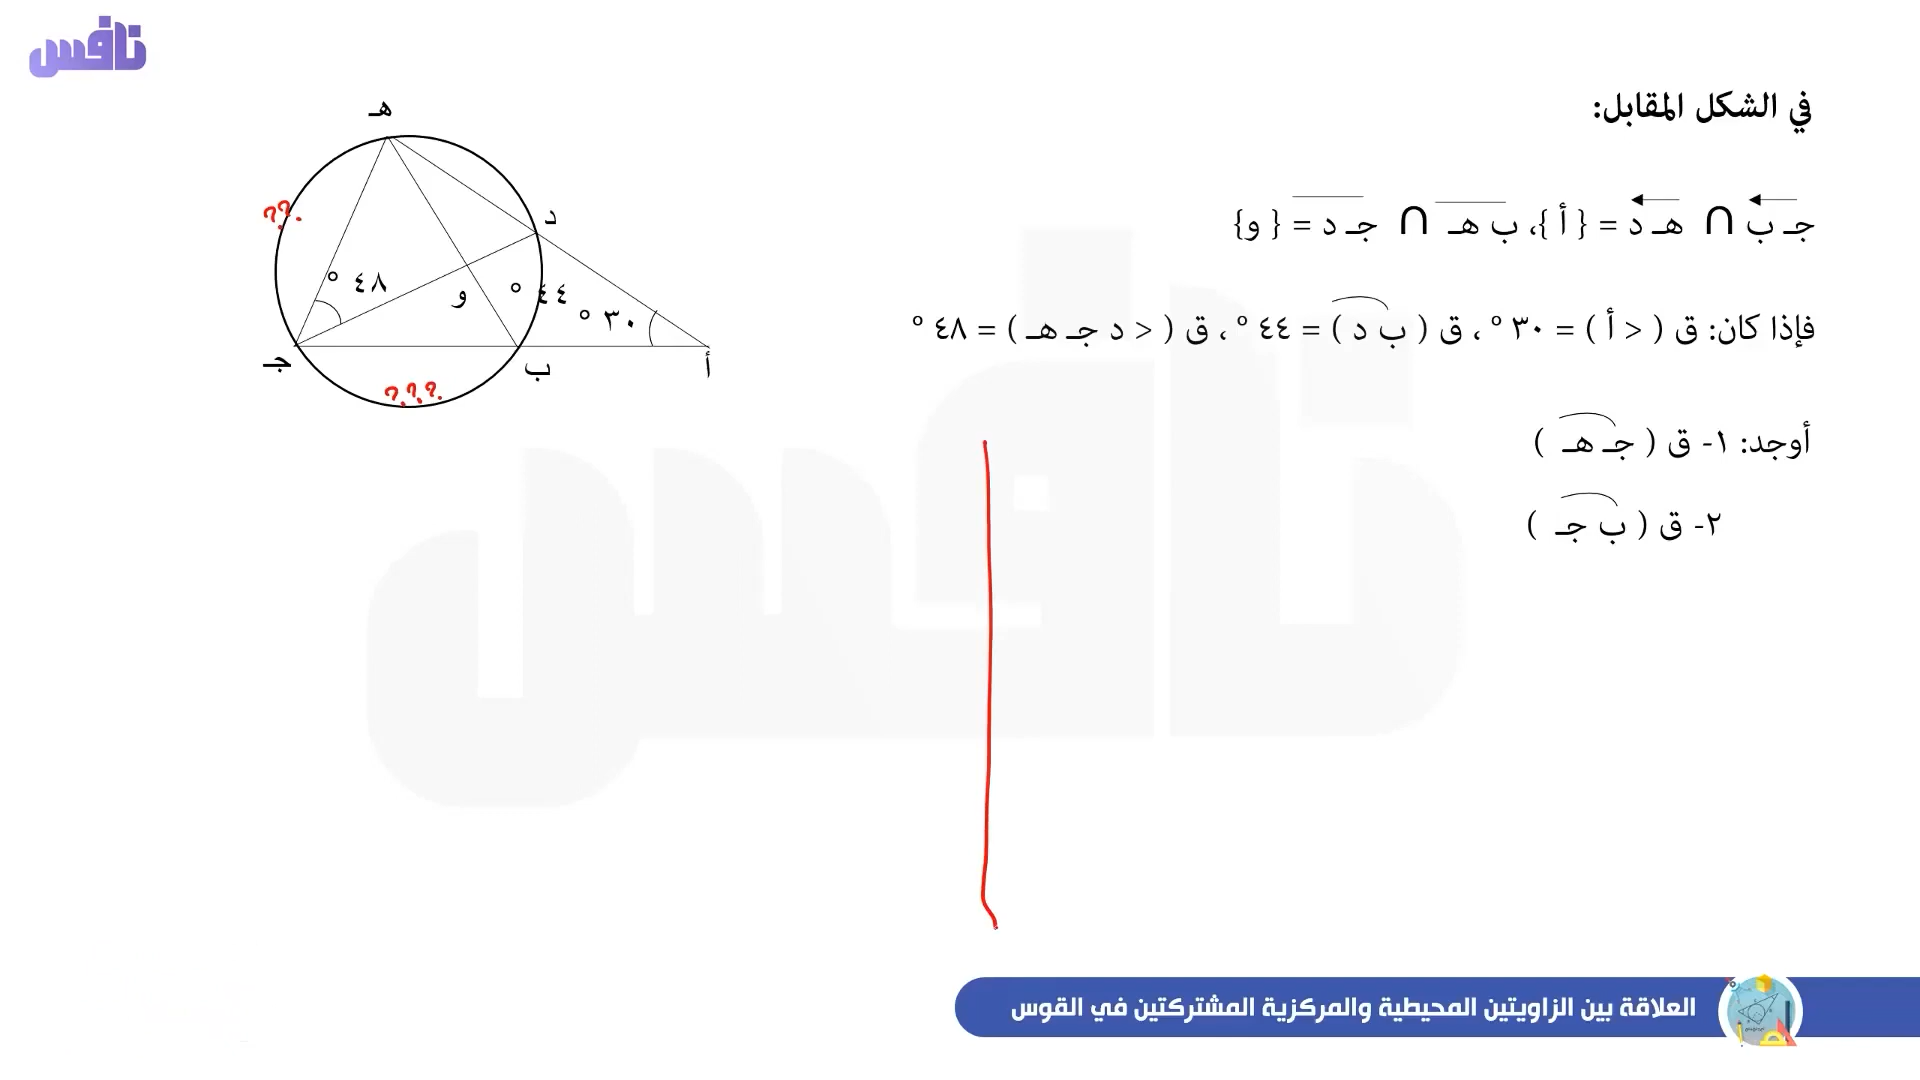 نافس
في الشكل المقابل:
جـ ب ∩ هـ د = { أ }، ب هـ ∩ جـ د = { و}
فإذا كان: ق ( < أ ) = ٣٠ °، ق ( ب د ) = ٤٤ °، ق ( < د جـ هـ ) = ٤٨ °
أوجد: ١- ق ( جـ هـ )
٢- ق ( ب جـ )
هـ
د
??.
٤٨ °
و
٤٤ °
٣٠ °
جـ
ب
أ
???
العلاقة بين الزاويتين المحيطية والمركزية المشتركتين في القوس